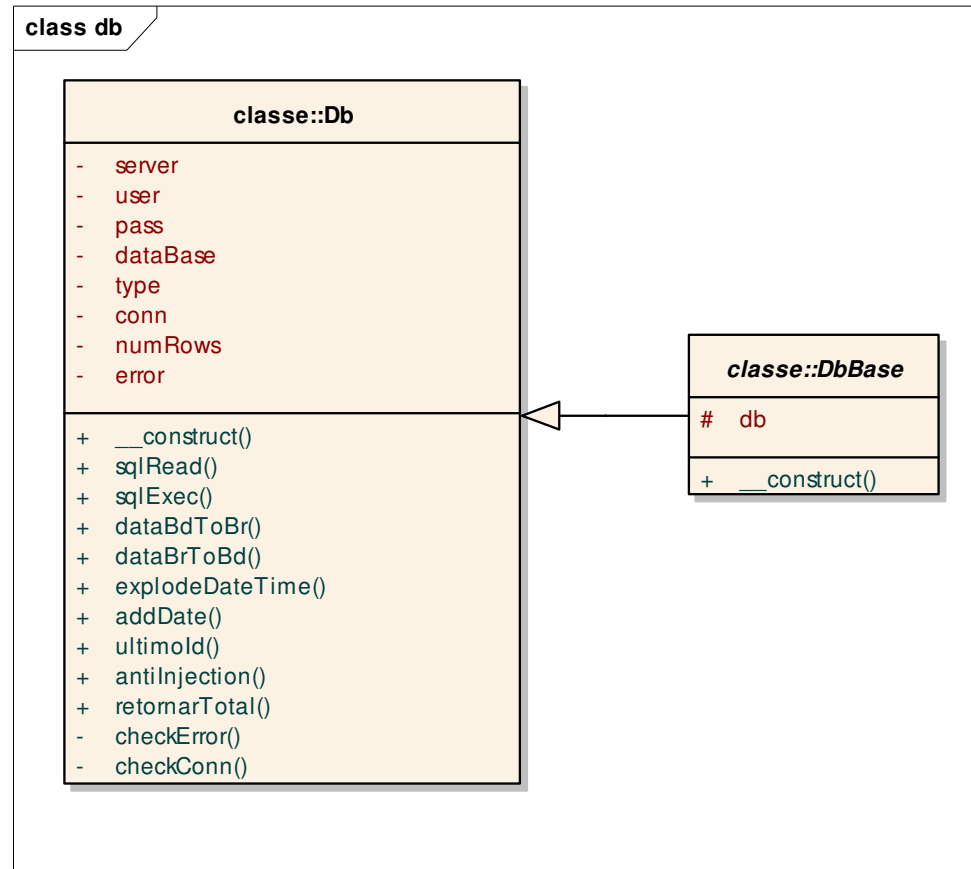 class db
classe::Db
- server
- user
- pass
- dataBase
- type
- conn
- numRows
- error
+ __construct()
+ sqlRead()
+ sqlExec()
+ dataBdToBr()
+ dataBrToBd()
+ explodeDateTime()
+ addDate()
+ ultimoId()
+ antiInjection()
+ retornarTotal()
- checkError()
- checkConn()
classe::DbBase
# db
+ __construct()